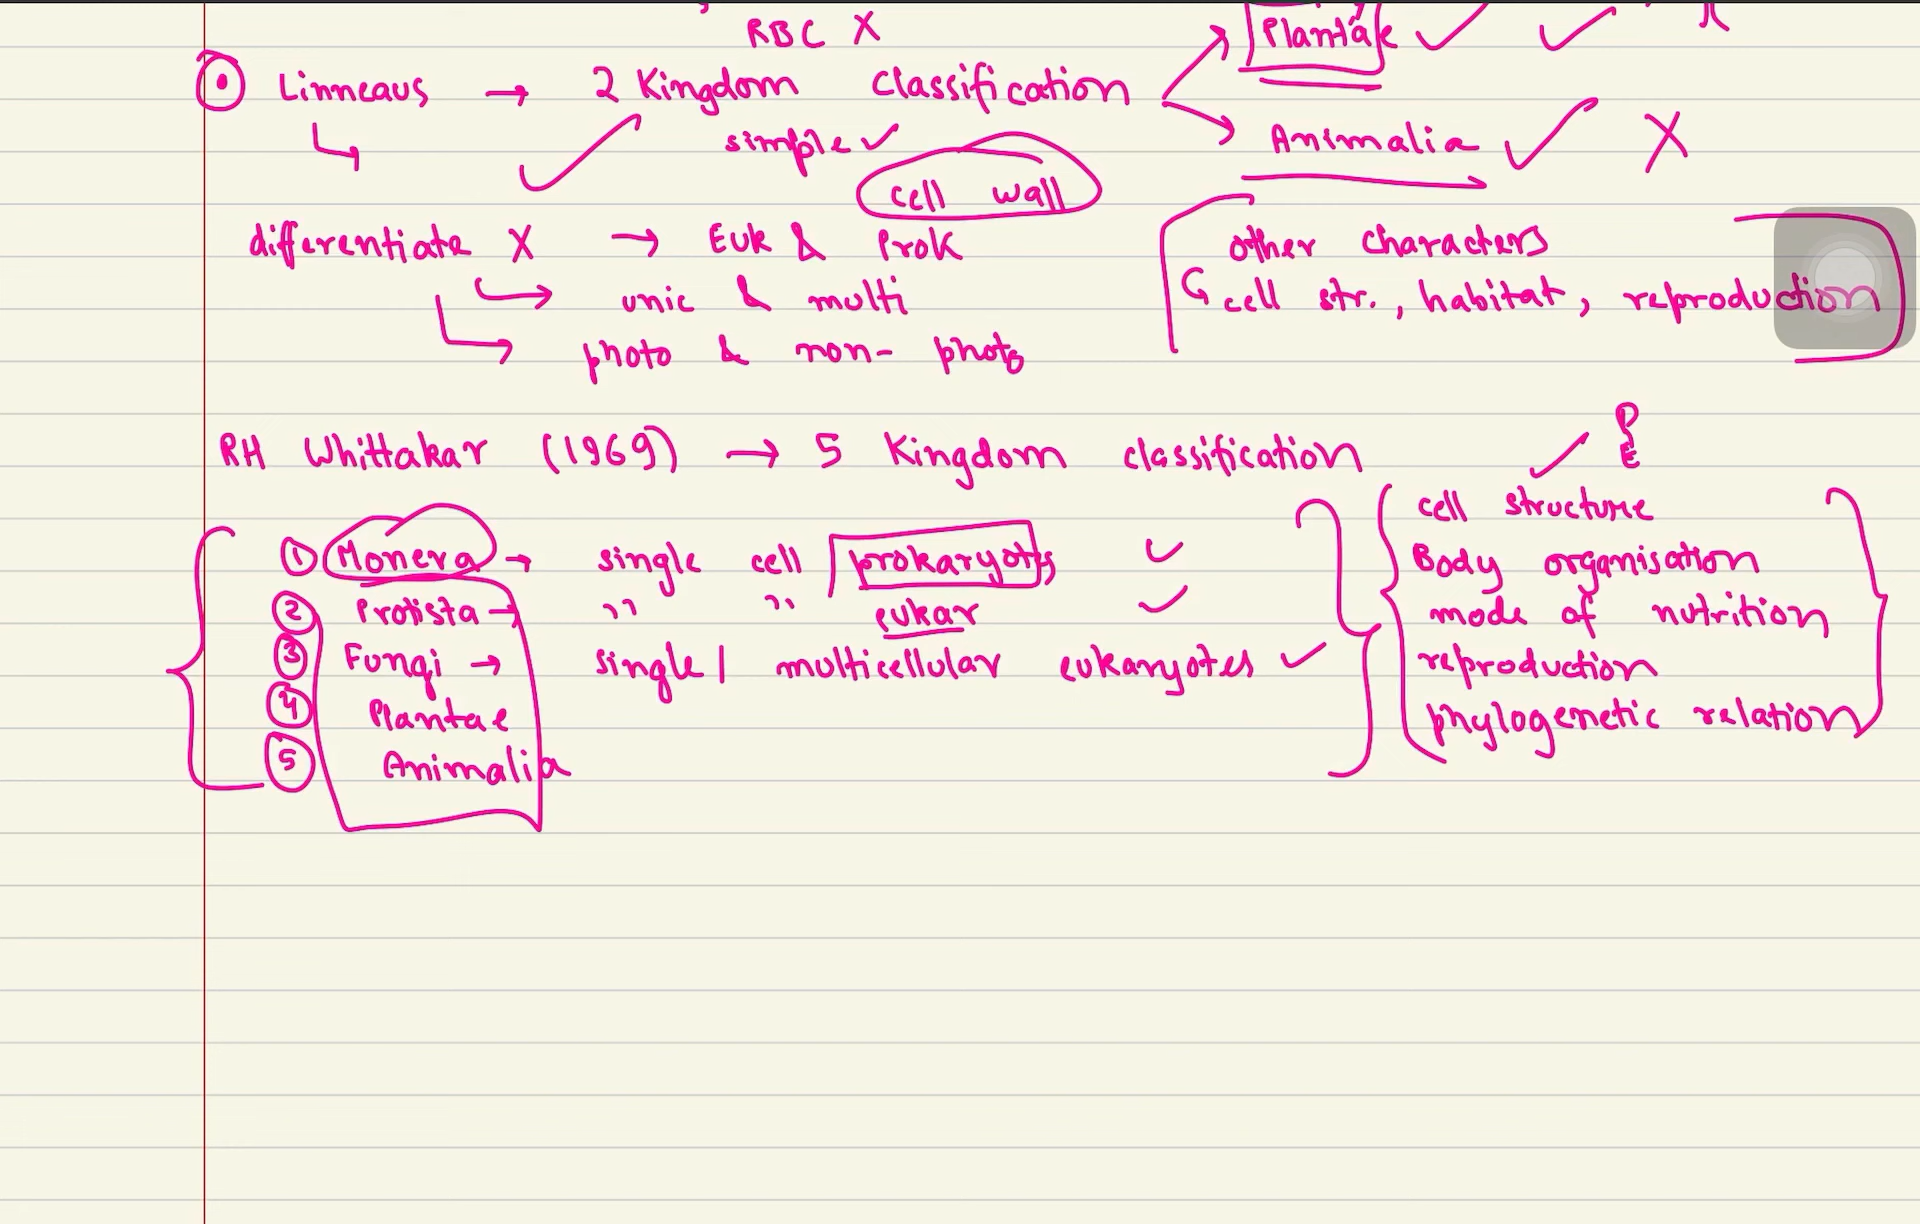 RBC X
Plantae
Linneaus → 2 Kingdom classification
simple ✓
Animalia ✓ X
cell wall
differentiate X → Euk & Prok
other characters
unic & multi
cell str., habitat, reproduction
photo & non-photo
RH Whittakar (1969) → 5 Kingdom classification
P
E
cell structure
① Monera → single cell prokaryotes ✓
Body organisation
② Protista → " " eukar ✓
mode of nutrition
③ Fungi → single/ multicellular eukaryotes ✓
reproduction
④ Plantae
phylogenetic relation
⑤ Animalia